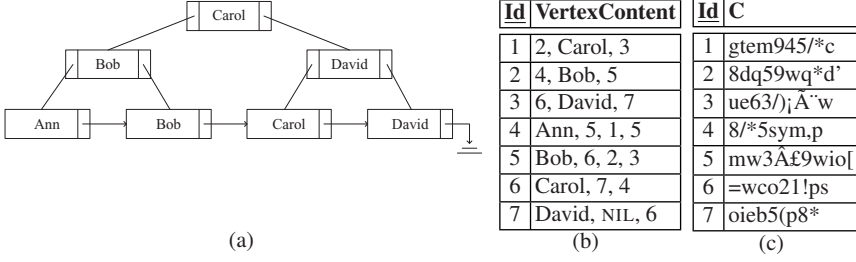 Carol
Bob
David
Ann
Bob
Carol
David
(a)
Id VertexContent
1 2, Carol, 3
2 4, Bob, 5
3 6, David, 7
4 Ann, 5, 1, 5
5 Bob, 6, 2, 3
6 Carol, 7, 4
7 David, NIL, 6
(b)
Id C
1 gtem945/*c
2 8dq59wq*d’
3 ue63/)¡Ã¨w
4 8/*5sym,p
5 mw3Â£9wio[
6 =wco21!ps
7 oieb5(p8*
(c)